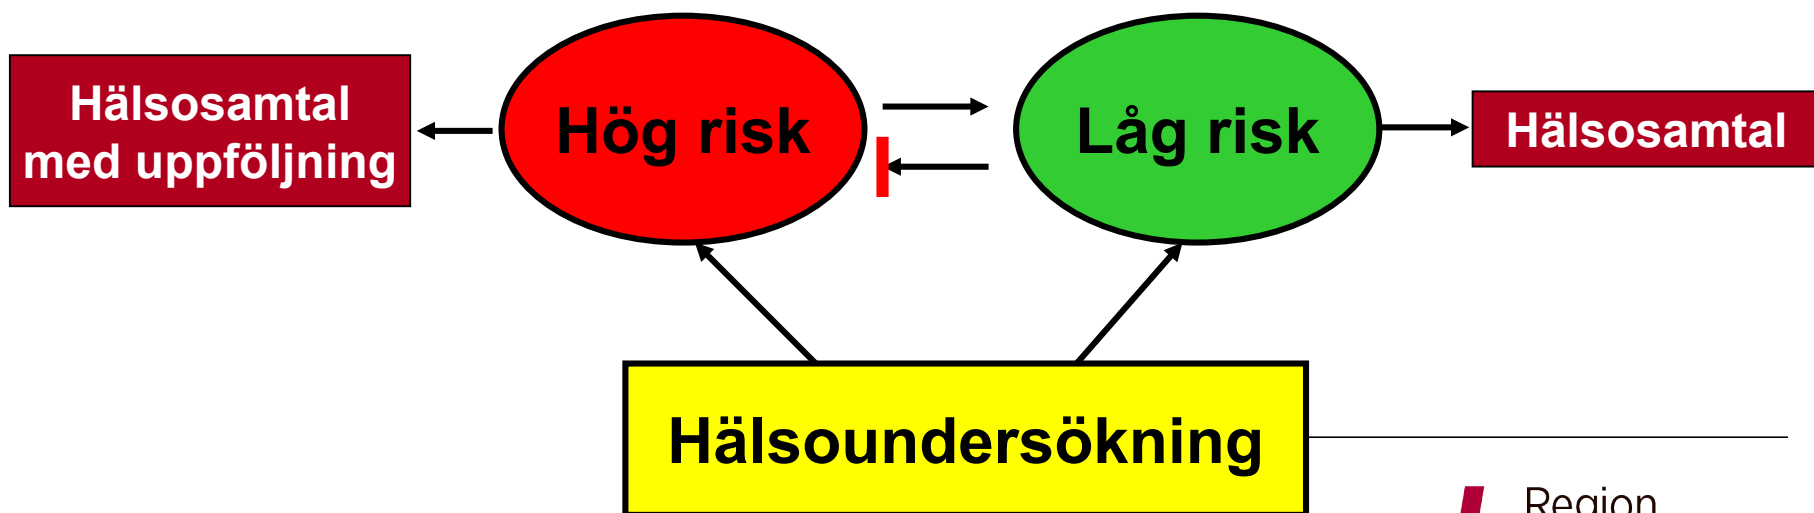 Hälsosamtal
med uppföljning
Hög risk
Låg risk
Hälsosamtal
Hälsoundersökning
Region